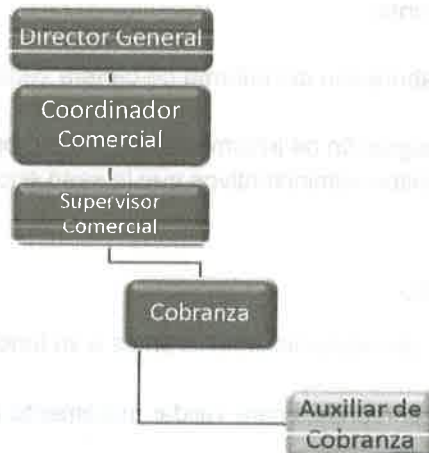 Director General
Coordinador
Comercial
Supervisor
Comercial
Cobranza
Auxiliar de
Cobranza